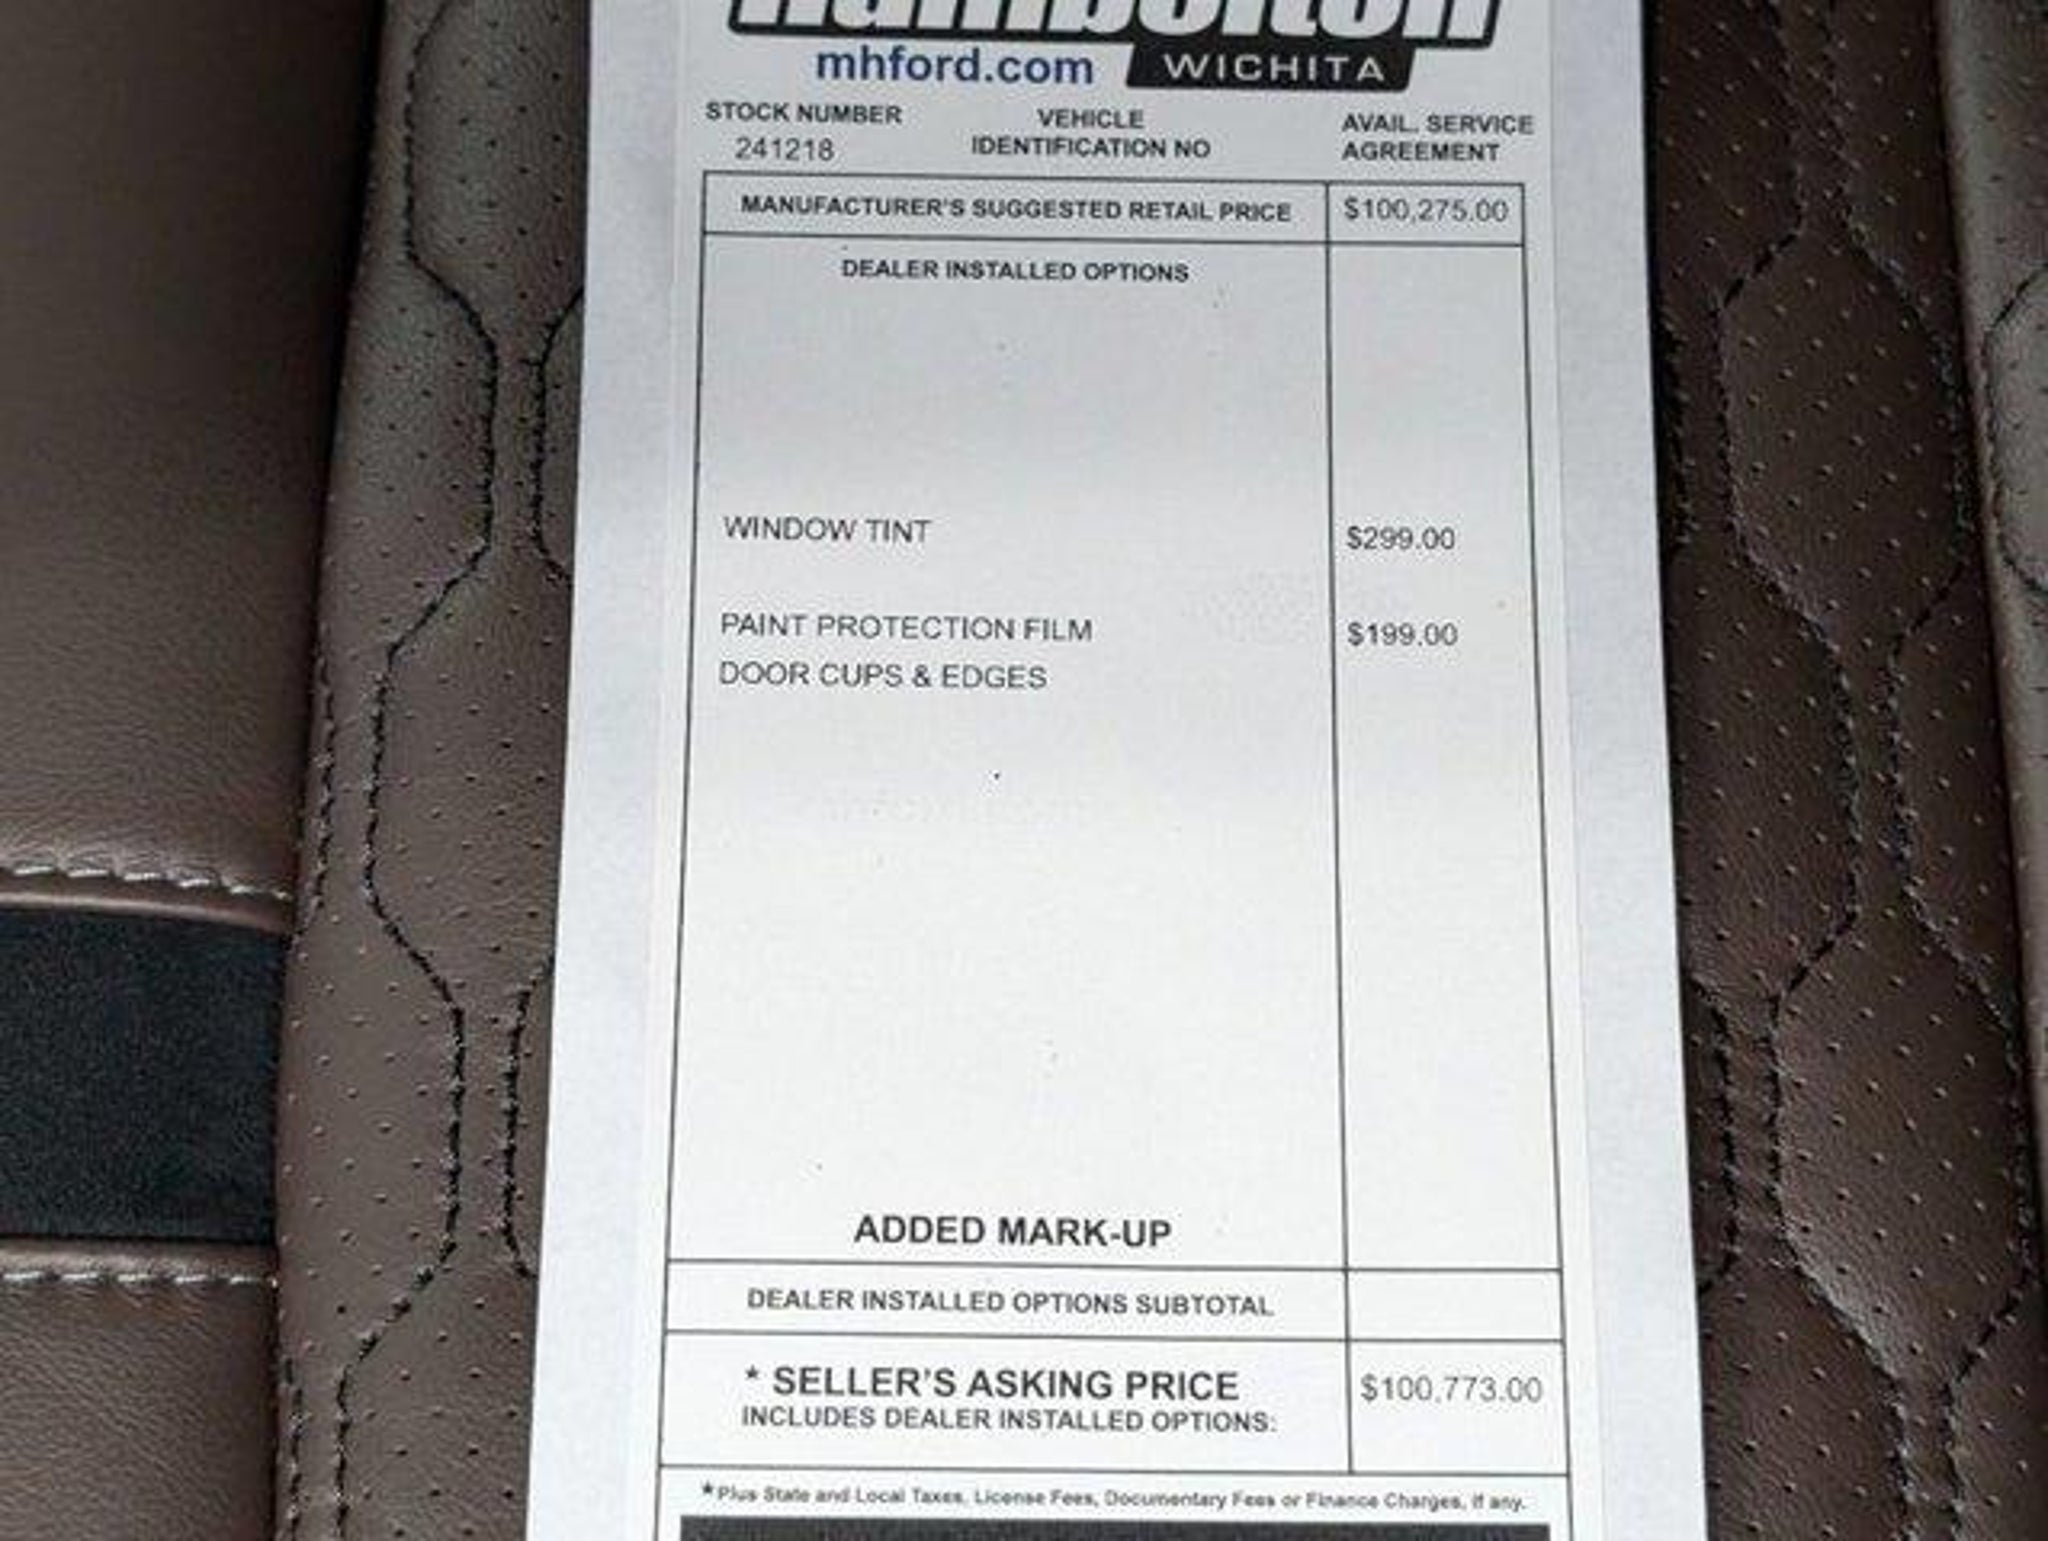 mhford.com WICHITA
STOCK NUMBER
241218
VEHICLE
IDENTIFICATION NO
AVAIL. SERVICE
AGREEMENT
MANUFACTURER'S SUGGESTED RETAIL PRICE $100,275.00
DEALER INSTALLED OPTIONS
WINDOW TINT $299.00
PAINT PROTECTION FILM $199.00
DOOR CUPS & EDGES
ADDED MARK-UP
DEALER INSTALLED OPTIONS SUBTOTAL
* SELLER'S ASKING PRICE $100,773.00
INCLUDES DEALER INSTALLED OPTIONS:
*Plus State and Local Taxes, License Fees, Documentary Fees or Finance Charges, if any.